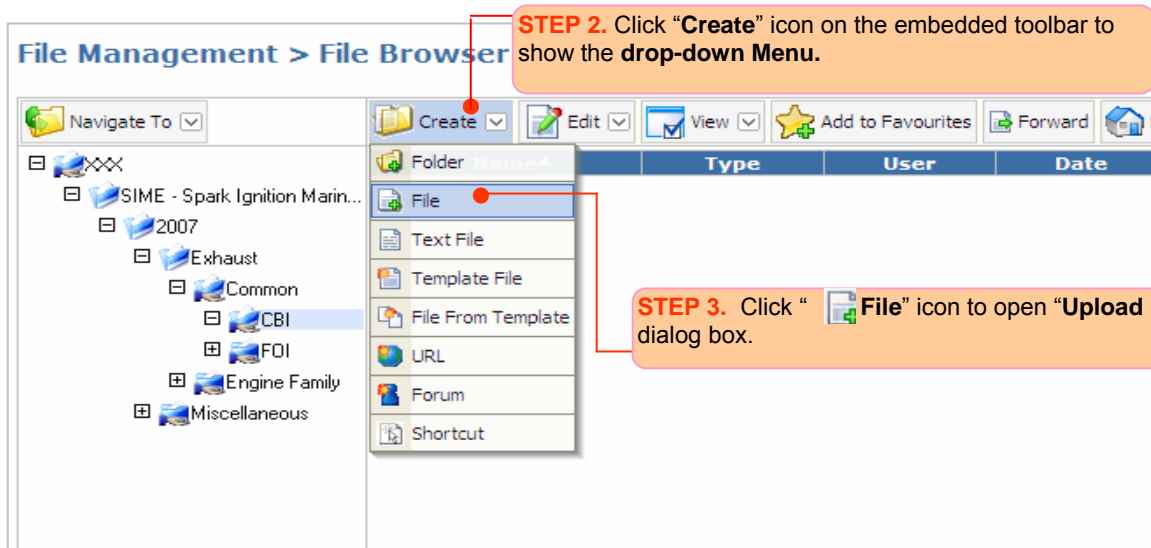 STEP 2. Click “Create” icon on the embedded toolbar to
show the drop-down Menu.
File Management > File Browser
Navigate To
Create
Edit
View
Add to Favourites
Forward
Name
Type
User
Date
XXX
SIME - Spark Ignition Marin...
2007
Exhaust
Common
CBI
FOI
Engine Family
Miscellaneous
Folder
File
Text File
Template File
File From Template
URL
Forum
Shortcut
STEP 3. Click “ File” icon to open “Upload
dialog box.